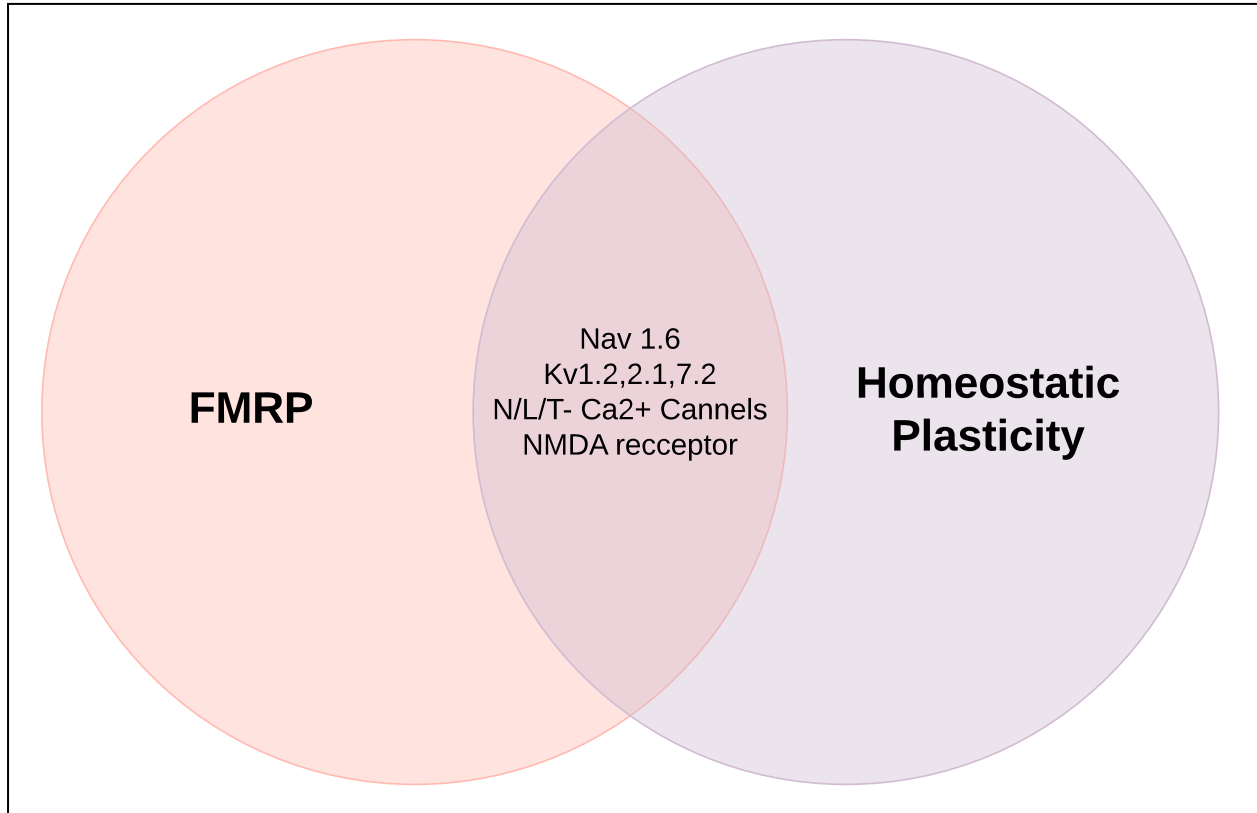 FMRP
Nav 1.6
Kv1.2,2.1,7.2
N/L/T- Ca2+ Cannels
NMDA recceptor
Homeostatic
Plasticity